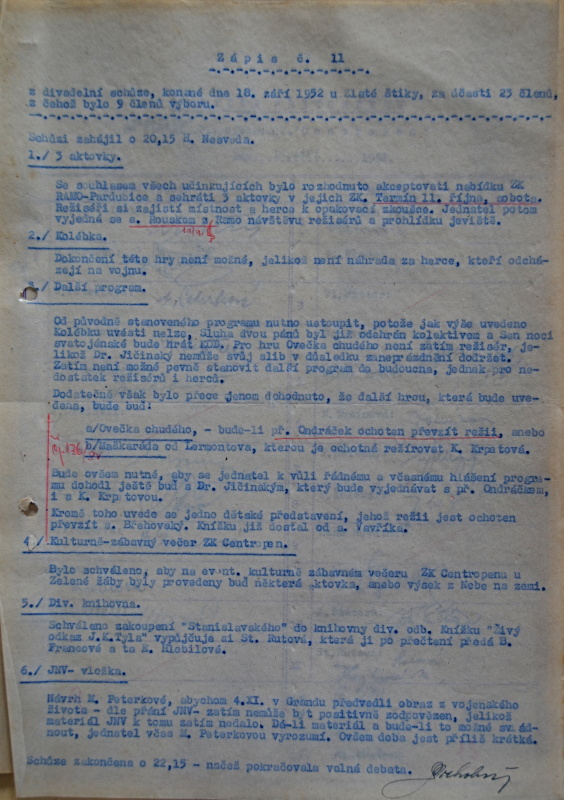 Zápis č. 11
z divadelní schůze, konané dne 18. září 1952 u Zlaté štiky, za účasti 23 členů,
z čehož bylo 9 členů výboru.
Schůzi zahájil o 20,15 H. Nesveda.
1./ 3 aktovky.
Se souhlasem všech učinkujících bylo rozhodnuto akceptovati nabídku ZK
RAMO-Pardubice a sehráti 3 aktovky v jejich ZK. Termín 11. října, sobota.
Režiséři si zajistí místnost a herce k opakovací zkoušce. Jednatel potom
vyjedná se s. Houskom z Ramo návštěvu režisérů a prohlídku jeviště.
2./ Kolébka.
Dokončení této hry není možné, jelikož není náhrada za herce, kteří odchá-
zejí na vojnu.
3./ Další program.
Od původně stanoveného programu nutno ustoupit, potože jak výše uvedeno
Kolébku uvésti nelze, Sluha dvou pánů byl již odehrán kolektivem a Sen noci
svatojánské bude hrát KOD. Pro hru Ovečka chudého není zatím režisér, je-
likož Dr. Jičinský nemůže svůj slib v důsledku zaneprázdnění dodržet.
Zatím není možné pevně stanovit další program do budoucna, jednak pro ne-
dostatek režisérů i herců.
Dodatečně však bylo přece jenom dohodnuto, že další hrou, která bude uve-
dena, bude buď:
a/Ovečka chudého, - bude-li př. Ondráček ochoten převzít režii, anebo
b/Maškaráda od Lermontova, kterou je ochotná režírovat K. Krpatová.
Bude ovšem nutné, aby se jednatel k vůli řádnému a včasnému hlášení progra-
mu dohodl ještě buď s Dr. Jičínským, který bude vyjednávat s př. Ondráčkem,
i s K. Krpatovou.
Kromě toho uvede se jedno dětské představení, jehož režii jest ochoten
převzít s. Břehovský. Knížku již dostal od s. Vavříka.
4./ Kulturně-zábavný večer ZK Centropen.
Bylo schváleno, aby na event. kulturně zábavném večeru ZK Centropenu u
Zelené žáby byly provedeny buď některá aktovka, anebo výsek z Nebe na zemi.
5./ Div. knihovna.
Schváleno zakoupení "Stanislavského" do knihovny div. odb. Knížku "Živý
odkaz J.K.Tyla" vypůjčuje si St. Rutová, která ji po přečtení předá B.
Francové a ta M. Hlobilové.
6./ JNV- vložka.
Návrh M. Peterkové, abychom 4.XI. v Grandu předvedli obraz z vojenského
života - dle přání JNV- zatím nemůže být positivně zodpovězen, jelikož
materiál JNV k tomu zatím nedalo. Dá-li materiál a bude-li to možné zvlád-
nout, jednatel včas M. Peterkovou vyrozumí. Ovšem doba jest příliš krátká.
Schůze zakončena o 22,15 - načež pokračovala volná debata.